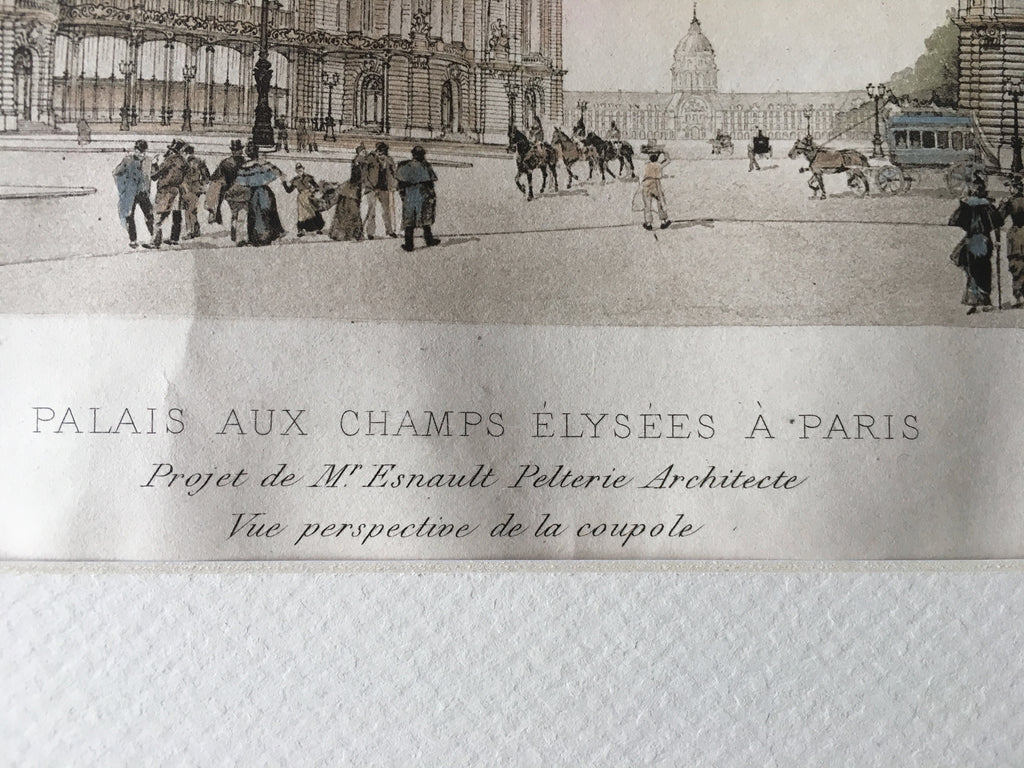 PALAIS AUX CHAMPS ÉLYSÉES À PARIS
Projet de Mr. Esnault Pelterie Architecte
Vue perspective de la coupole